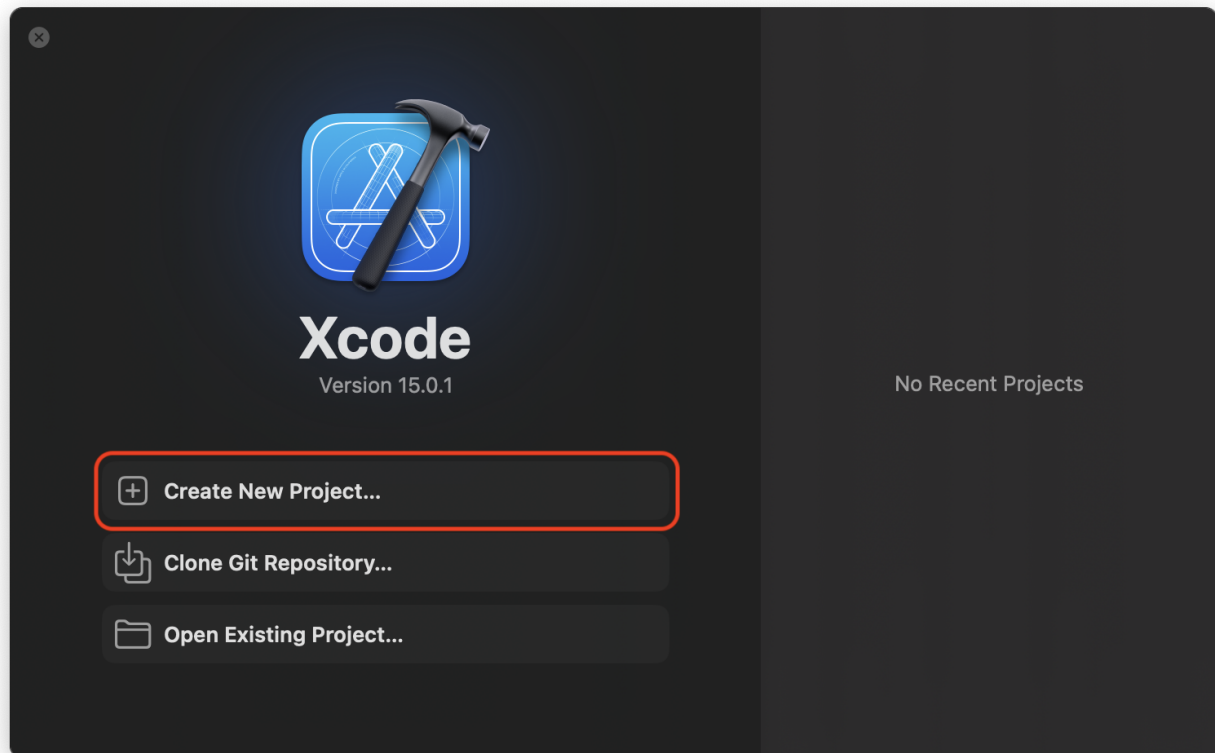 Xcode
Version 15.0.1
Create New Project...
Clone Git Repository...
Open Existing Project...
No Recent Projects